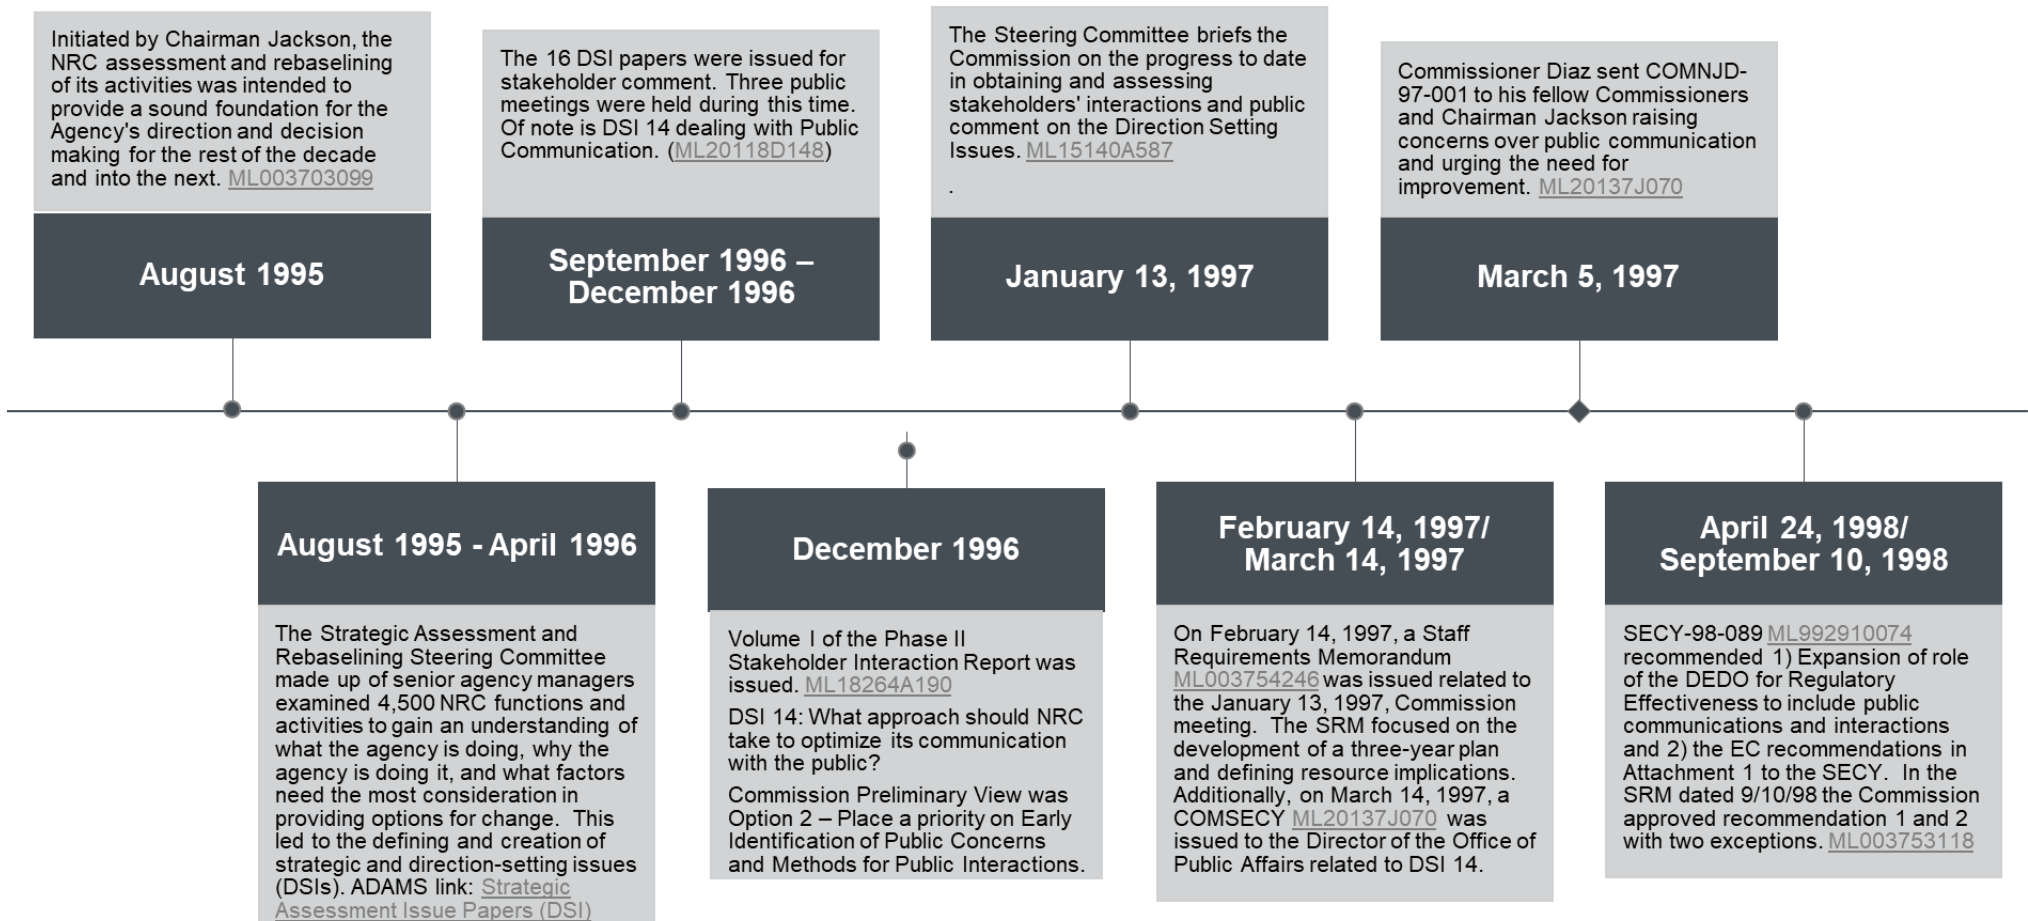 Initiated by Chairman Jackson, the
NRC assessment and rebaselining
of its activities was intended to
provide a sound foundation for the
Agency's direction and decision
making for the rest of the decade
and into the next. ML003703099
August 1995
The Strategic Assessment and
Rebaselining Steering Committee
made up of senior agency managers
examined 4,500 NRC functions and
activities to gain an understanding of
what the agency is doing, why the
agency is doing it, and what factors
need the most consideration in
providing options for change.  This
led to the defining and creation of
strategic and direction-setting issues
(DSIs). ADAMS link: Strategic
Assessment Issue Papers (DSI)
August 1995 - April 1996
The 16 DSI papers were issued for
stakeholder comment.  Three public
meetings were held during this time.
Of note is DSI 14 dealing with Public
Communication. (ML20118D148)
September 1996 –
December 1996
December 1996
Volume I of the Phase II
Stakeholder Interaction Report was
issued. ML18264A190
DSI 14: What approach should NRC
take to optimize its communication
with the public?
Commission Preliminary View was
Option 2 – Place a priority on Early
Identification of Public Concerns
and Methods for Public Interactions.
The Steering Committee briefs the
Commission on the progress to date
in obtaining and assessing
stakeholders' interactions and public
comment on the Direction Setting
Issues. ML15140A587
.
January 13, 1997
February 14, 1997/
March 14, 1997
On February 14, 1997, a Staff
Requirements Memorandum
ML003754246 was issued related to
the January 13, 1997, Commission
meeting.  The SRM focused on the
development of a three-year plan
and defining resource implications.
Additionally, on March 14, 1997, a
COMSECY ML20137J070  was
issued to the Director of the Office of
Public Affairs related to DSI 14.
Commissioner Diaz sent COMNJD-
97-001 to his fellow Commissioners
and Chairman Jackson raising
concerns over public communication
and urging the need for
improvement.  ML20137J070
March 5, 1997
April 24, 1998/
September 10, 1998
SECY-98-089 ML992910074
recommended 1) Expansion of role
of the DEDO for Regulatory
Effectiveness to include public
communications and interactions
and 2) the EC recommendations in
Attachment 1 to the SECY.  In the
SRM dated 9/10/98 the Commission
approved recommendation 1 and 2
with two exceptions. ML003753118